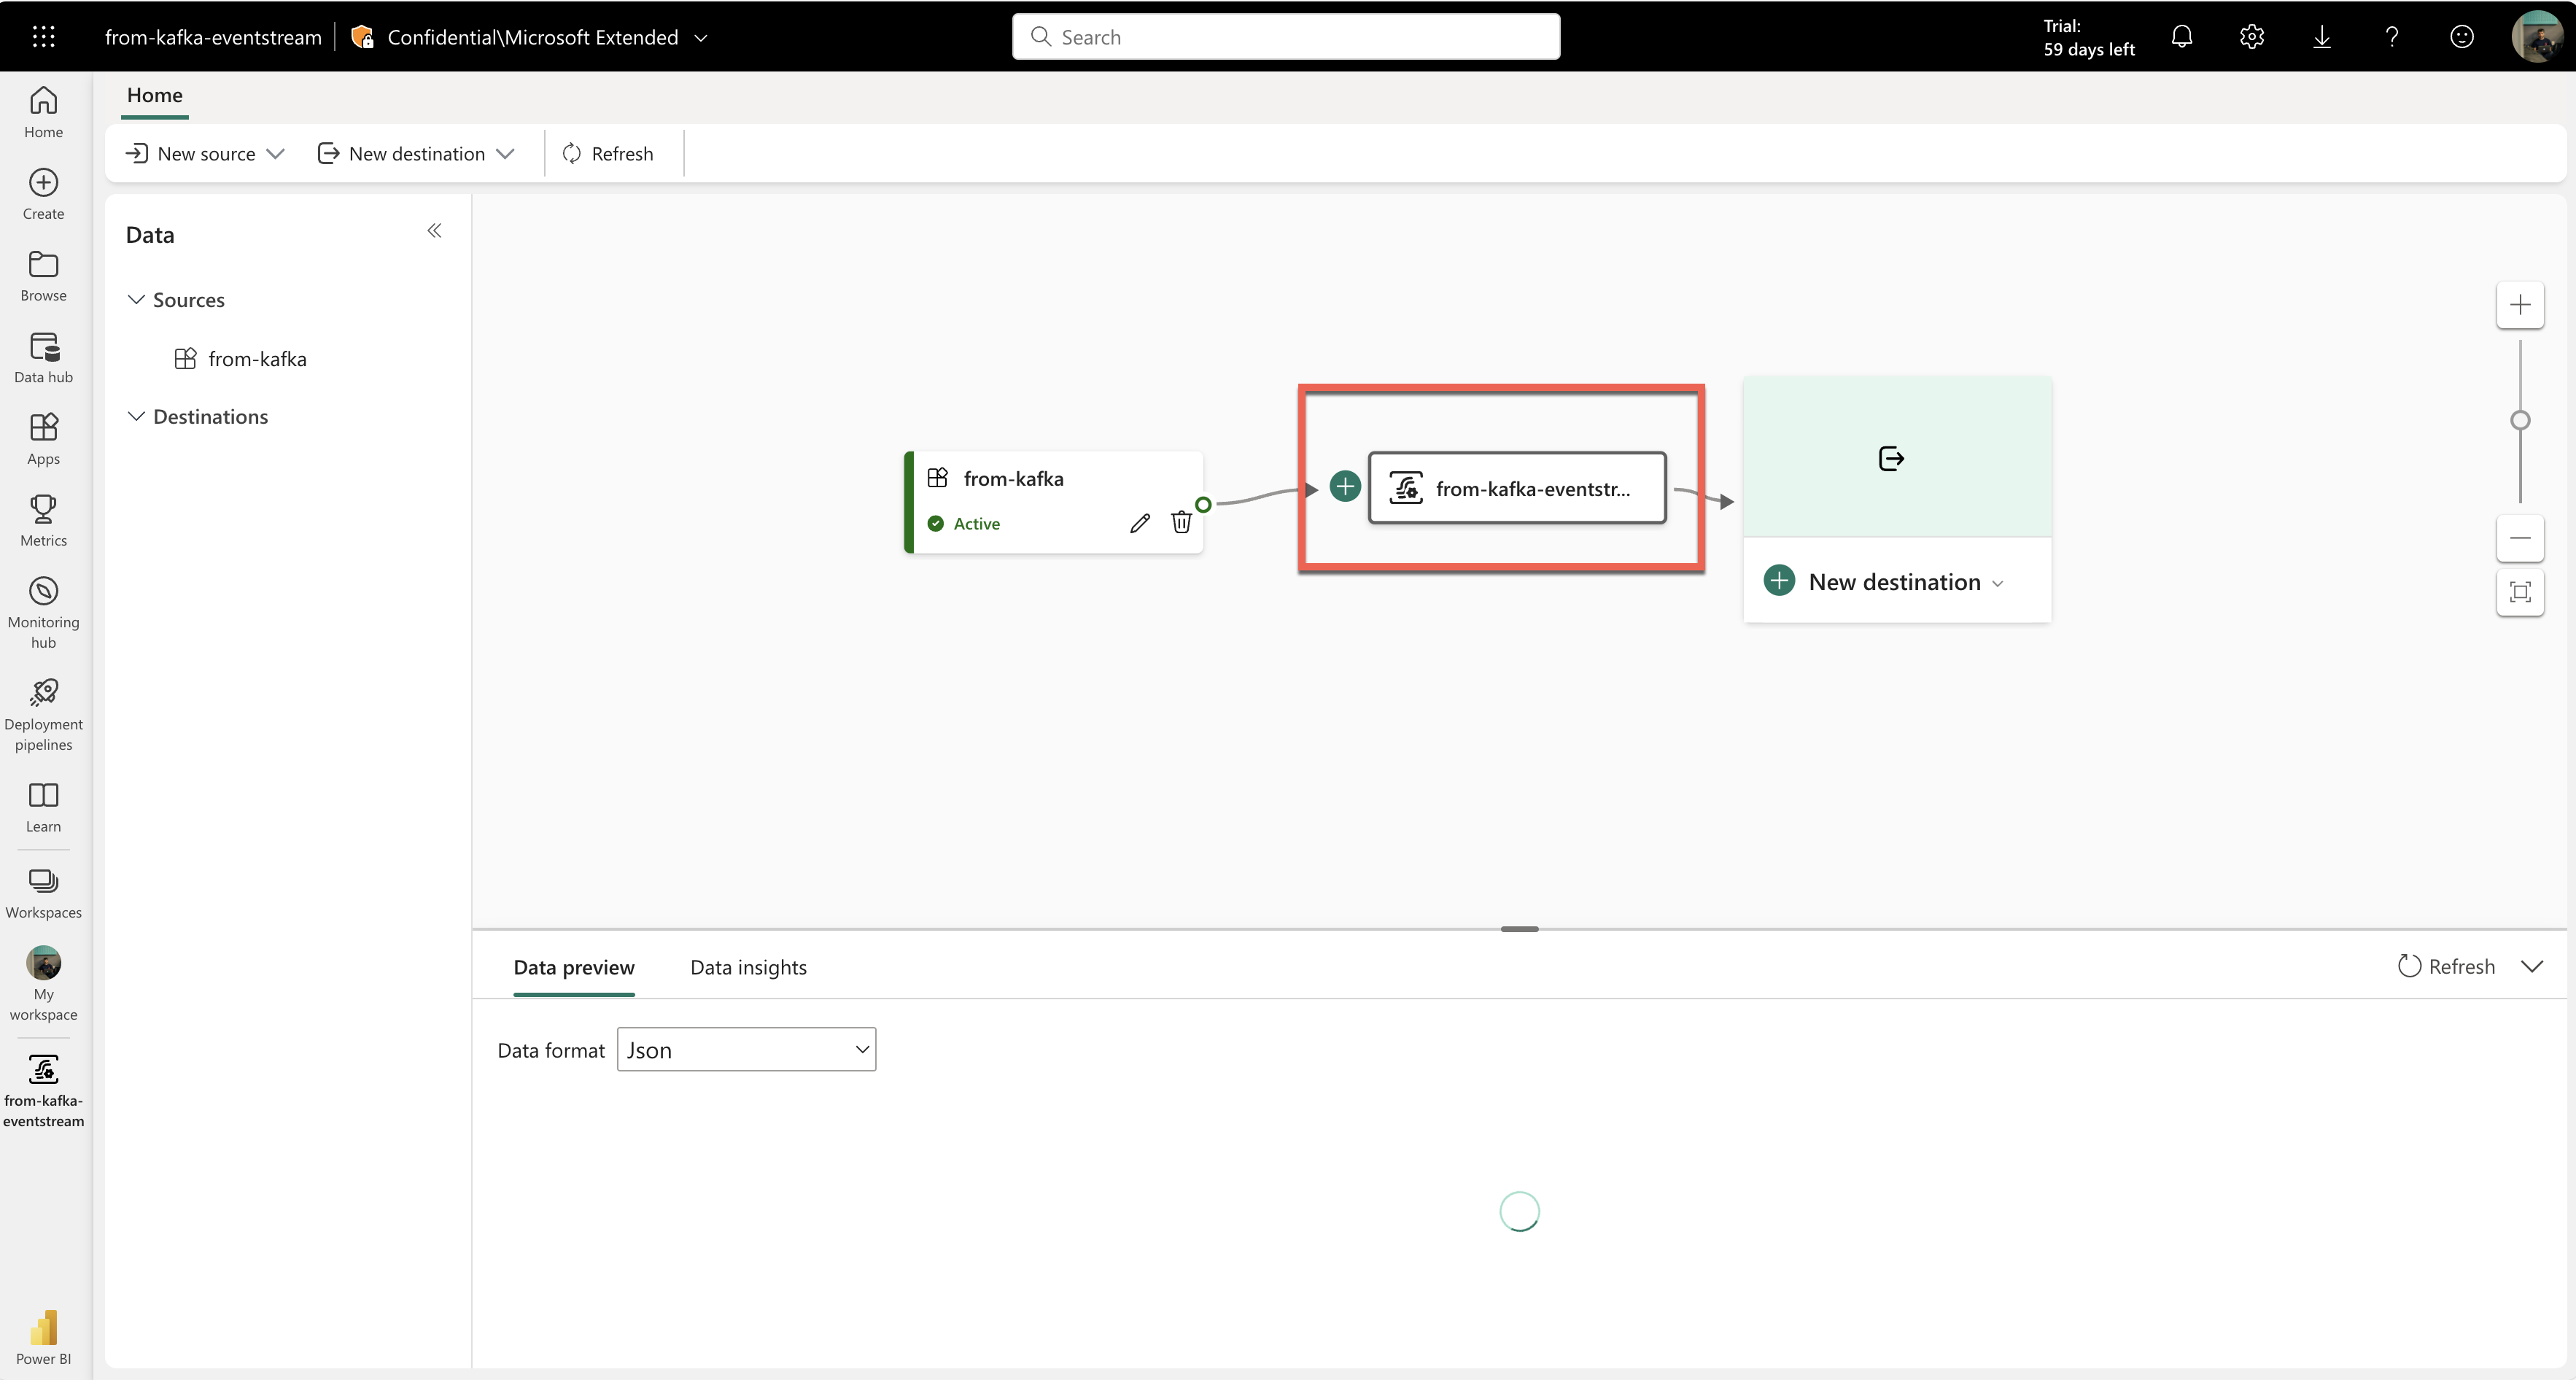 from-kafka-eventstream
Confidential\Microsoft Extended
Search
Trial:
59 days left
Home
Create
Browse
Data hub
Apps
Metrics
Monitoring
hub
Deployment
pipelines
Learn
Workspaces
My
workspace
from-kafka-
eventstream
Power BI
Home
New source
New destination
Refresh
Data
Sources
from-kafka
Destinations
from-kafka
Active
from-kafka-eventstr...
New destination
Data preview
Data insights
Refresh
Data format
Json